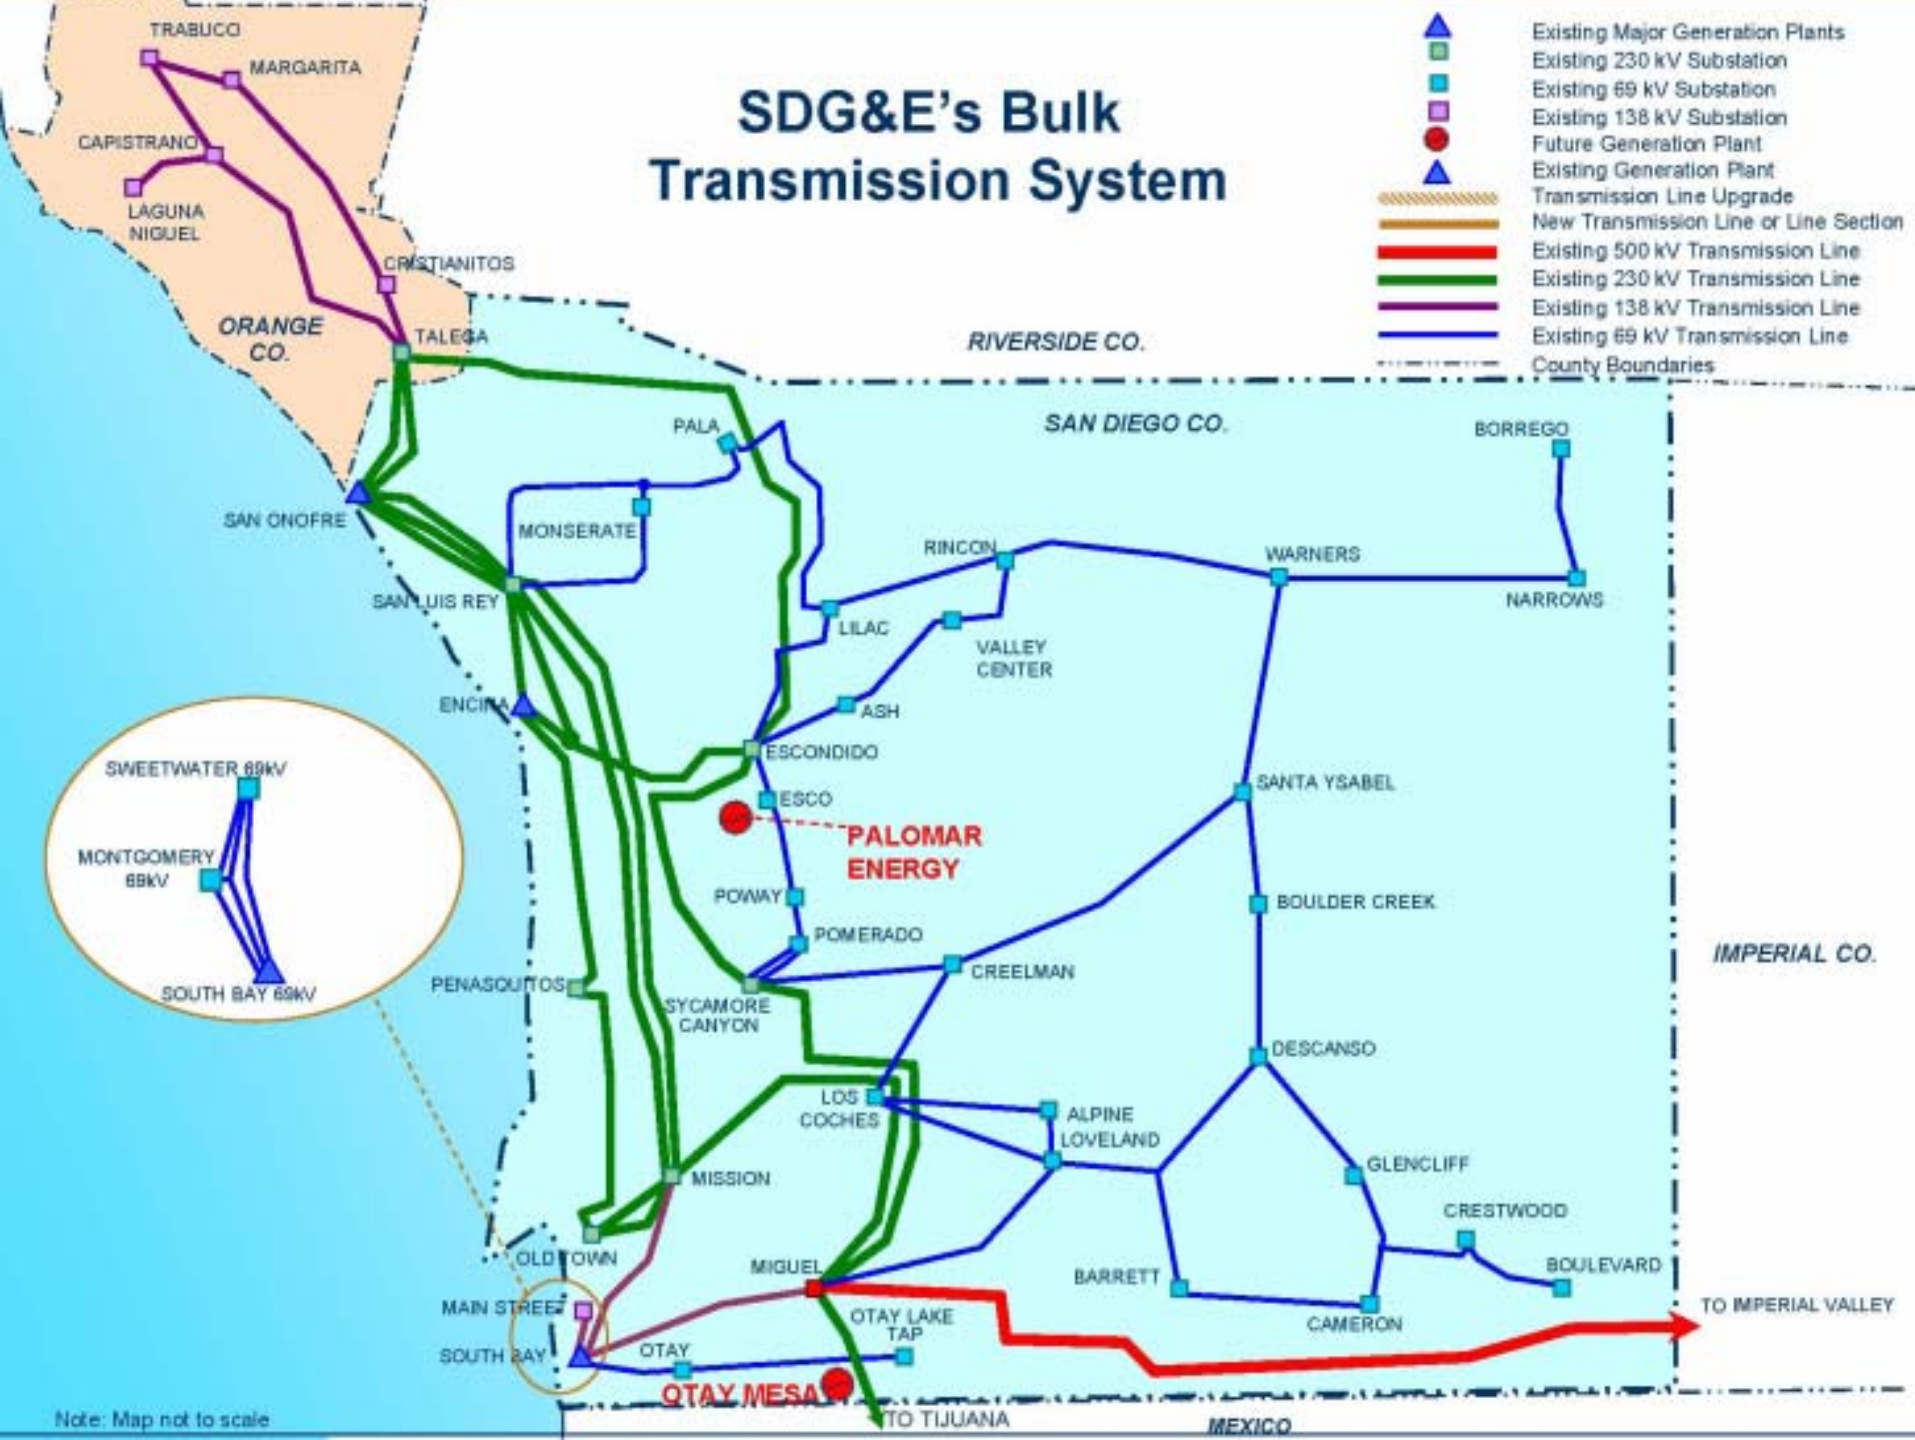 SDG&E's Bulk
Transmission System
Existing Major Generation Plants
Existing 230 kV Substation
Existing 69 kV Substation
Existing 138 kV Substation
Future Generation Plant
Existing Generation Plant
Transmission Line Upgrade
New Transmission Line or Line Section
Existing 500 kV Transmission Line
Existing 230 kV Transmission Line
Existing 138 kV Transmission Line
Existing 69 kV Transmission Line
County Boundaries
TRABUCO
MARGARITA
CAPISTRANO
LAGUNA
NIGUEL
CRISTIANITOS
ORANGE
CO.
TALEGA
RIVERSIDE CO.
SAN DIEGO CO.
PALA
BORREGO
SAN ONOFRE
MONSERATE
RINCON
WARNERS
SAN LUIS REY
NARROWS
LILAC
VALLEY
CENTER
ENCINA
ASH
ESCONDIDO
SWEETWATER 69kV
SANTA YSABEL
ESCO
PALOMAR
ENERGY
MONTGOMERY
69kV
POWAY
BOULDER CREEK
POMERADO
IMPERIAL CO.
CREELMAN
PENASQUITOS
SOUTH BAY 69kV
SYCAMORE
CANYON
DESCANSO
LOS
COCHES
ALPINE
LOVELAND
GLENCLIFF
MISSION
CRESTWOOD
OLD TOWN
MIGUEL
BARRETT
BOULEVARD
MAIN STREET
OTAY LAKE
TAP
CAMERON
TO IMPERIAL VALLEY
SOUTH BAY
OTAY
OTAY MESA
Note: Map not to scale
TO TIJUANA
MEXICO